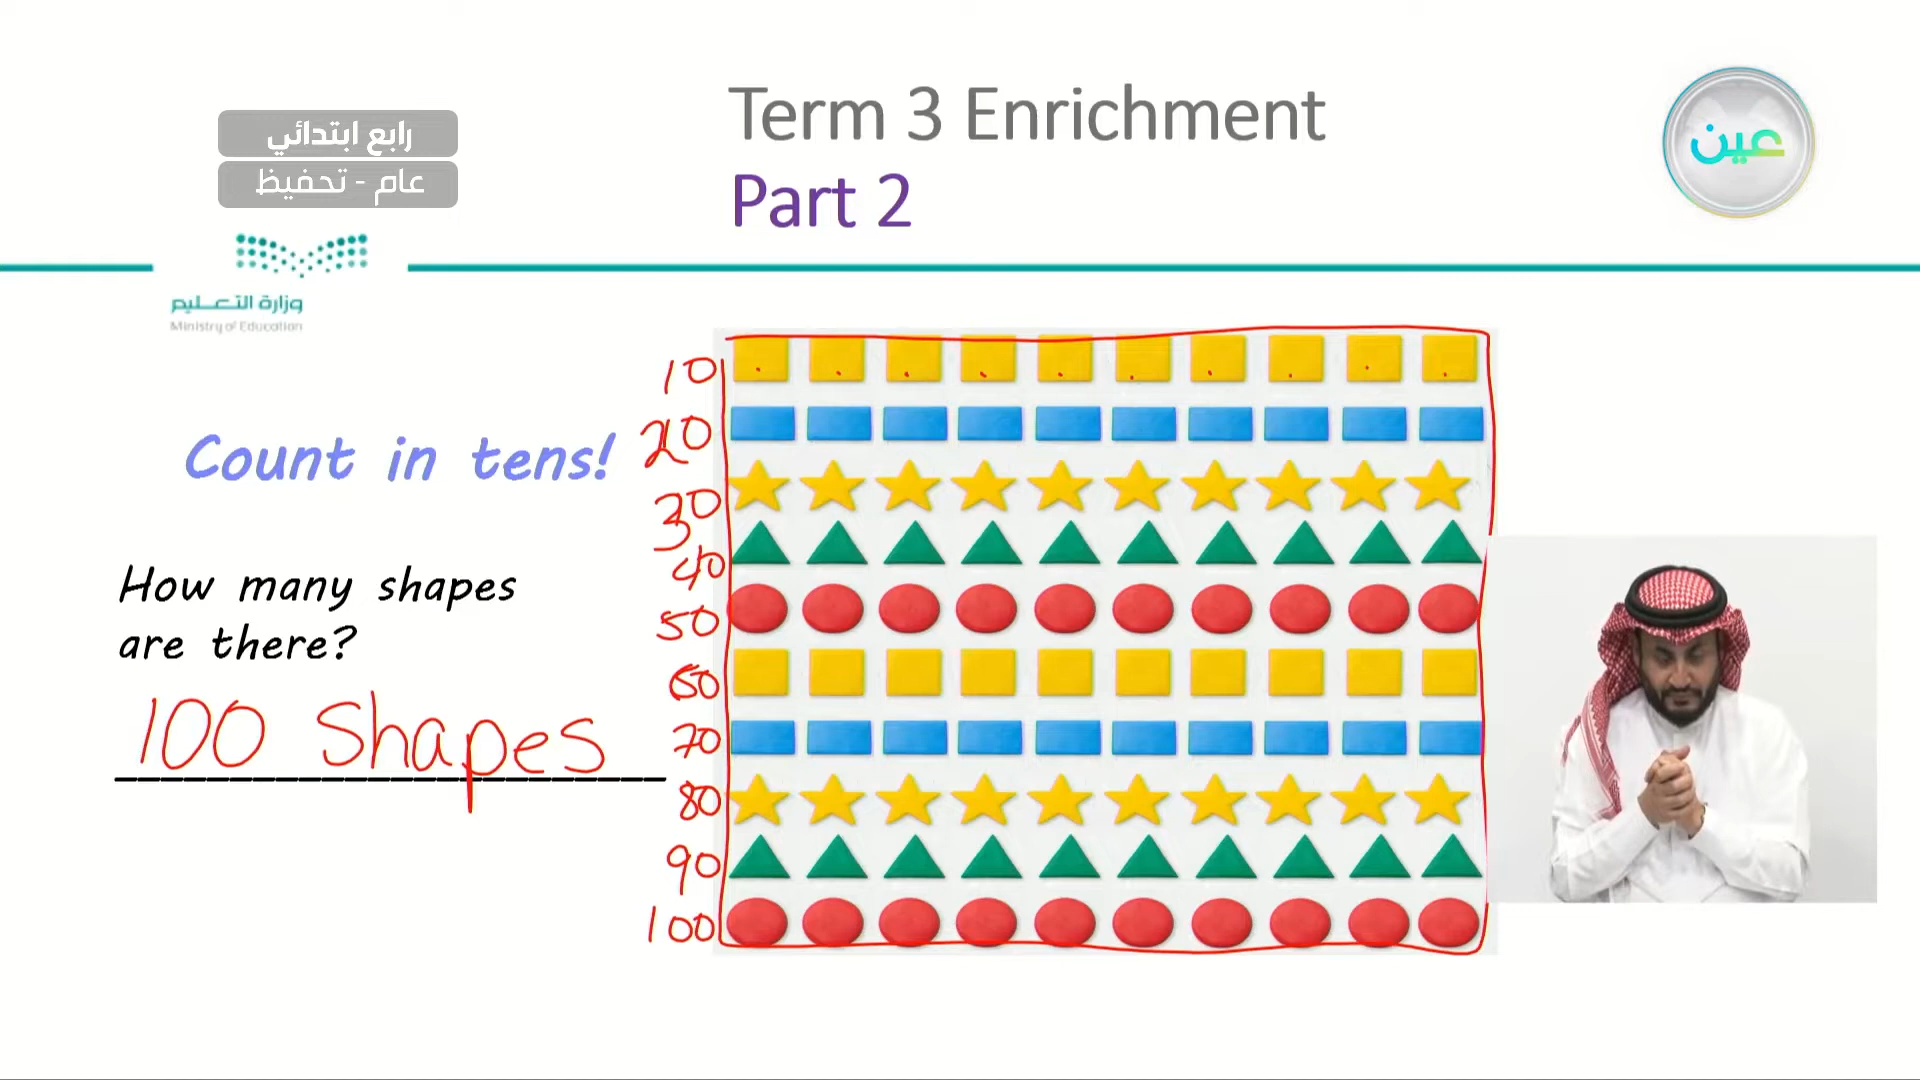 رابع ابتدائي
عام - تحفيظ
Term 3 Enrichment
Part 2
عين
وزارة التعليم
Ministry of Education
Count in tens!
How many shapes
are there?
100 Shapes
10
20
30
40
50
60
70
80
90
100